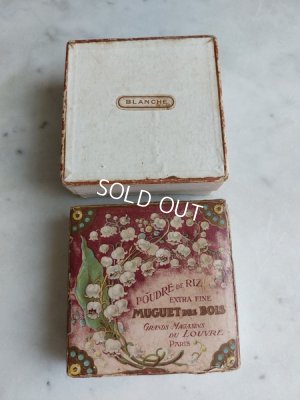 BLANCHE
SOLD OUT
POUDRE DE RIZ
EXTRA FINE
MUGUET DES BOIS
GRANDS MAGASINS
DU LOUVRE
PARIS